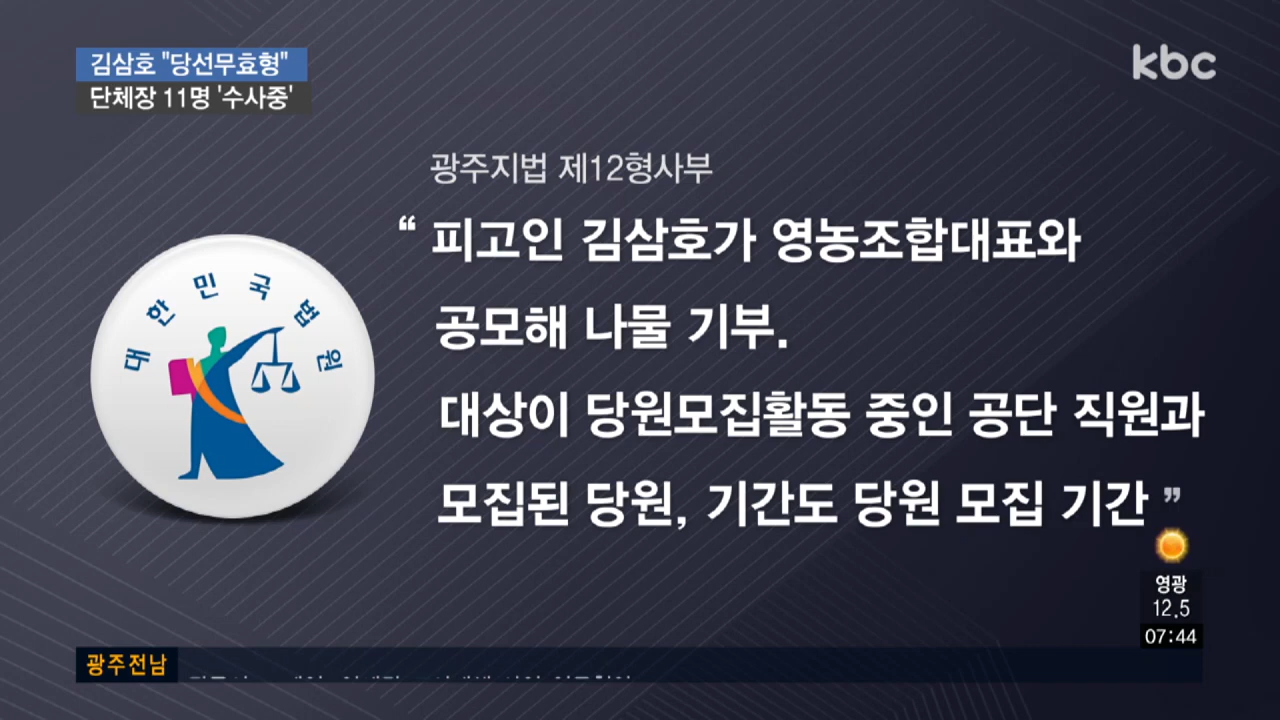 김삼호 "당선무효형"
단체장 11명 '수사중'
kbc
광주지법 제12형사부
“ 피고인 김삼호가 영농조합대표와
공모해 나물 기부.
대상이 당원모집활동 중인 공단 직원과
모집된 당원, 기간도 당원 모집 기간 ”
대한민국법원
영광
12.5
07:44
광주전남